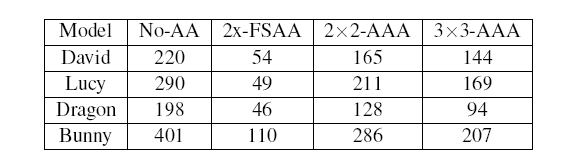 Model No-AA 2x-FSAA 2×2-AAA 3×3-AAA
David 220 54 165 144
Lucy 290 49 211 169
Dragon 198 46 128 94
Bunny 401 110 286 207